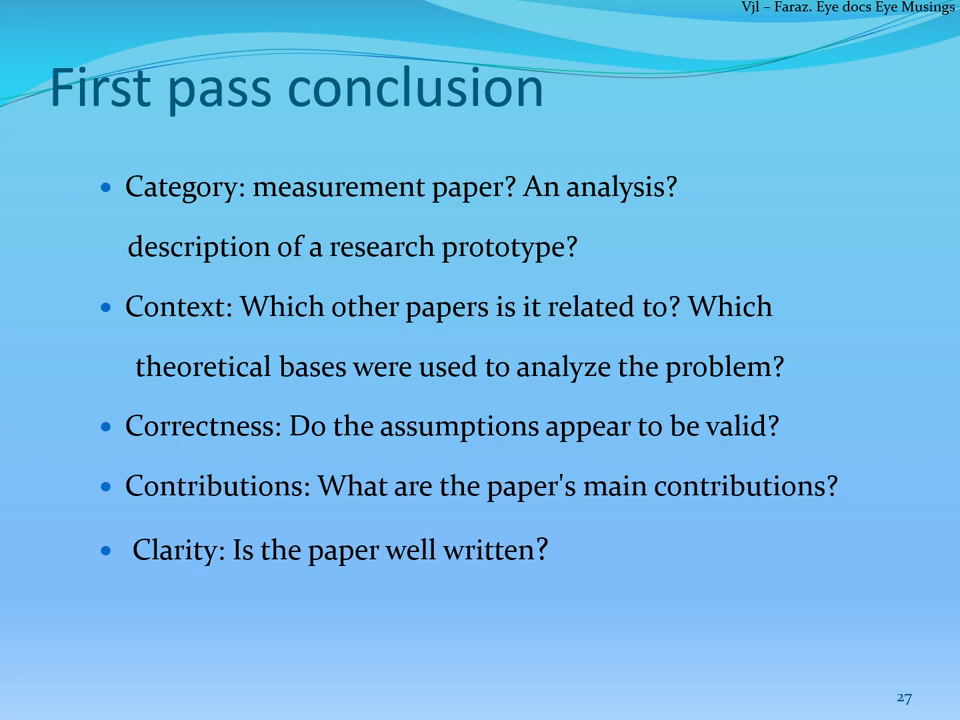 Vjl – Faraz. Eye docs Eye Musings
First pass conclusion
• Category: measurement paper? An analysis?
description of a research prototype?
• Context: Which other papers is it related to? Which
theoretical bases were used to analyze the problem?
• Correctness: Do the assumptions appear to be valid?
• Contributions: What are the paper's main contributions?
• Clarity: Is the paper well written?
27